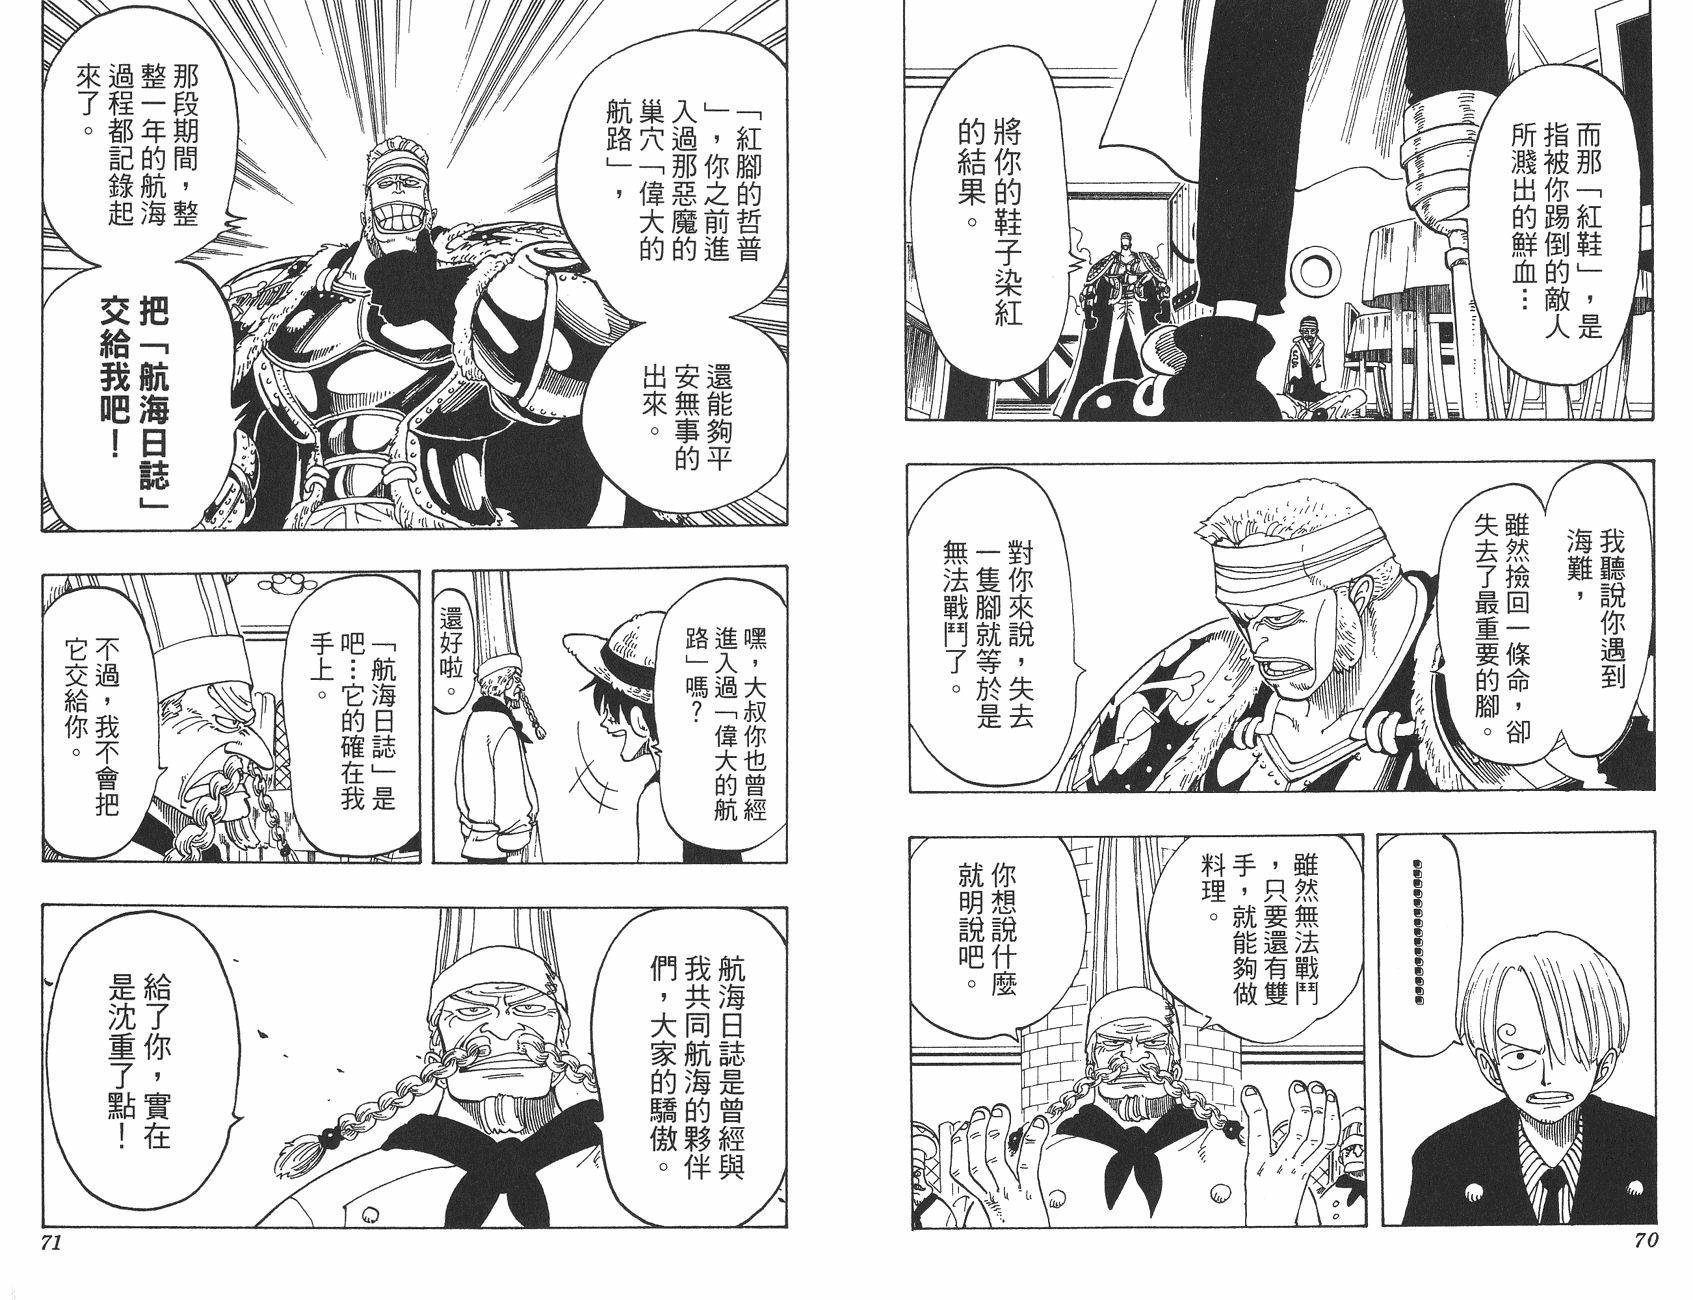 而那「紅鞋」，是
指被你踢倒的敵人
所濺出的鮮血…
將你的鞋子染紅
的結果。
我聽說你遇到
海難，
雖然撿回一條命，卻
失去了最重要的腳。
對你來說，失去
一隻腳就等於是
無法戰鬥了。
雖然無法戰鬥
，只要還有雙
手，就能夠做
料理。
你想說什麼
就明說吧。
70
「紅腳的哲普
」，你之前進
入過那惡魔的
巢穴「偉大的
航路」，
還能夠平
安無事的
出來。
那段期間，整
整一年的航海
過程都記錄起
來了。
把「航海日誌」
交給我吧！
嘿，大叔你也曾經
進入過「偉大的航
路」嗎？
還好啦。
「航海日誌」是
吧…它的確在我
手上。
不過，我不會把
它交給你。
航海日誌是曾經與
我共同航海的夥伴
們，大家的驕傲。
給了你，實在
是沈重了點！
71